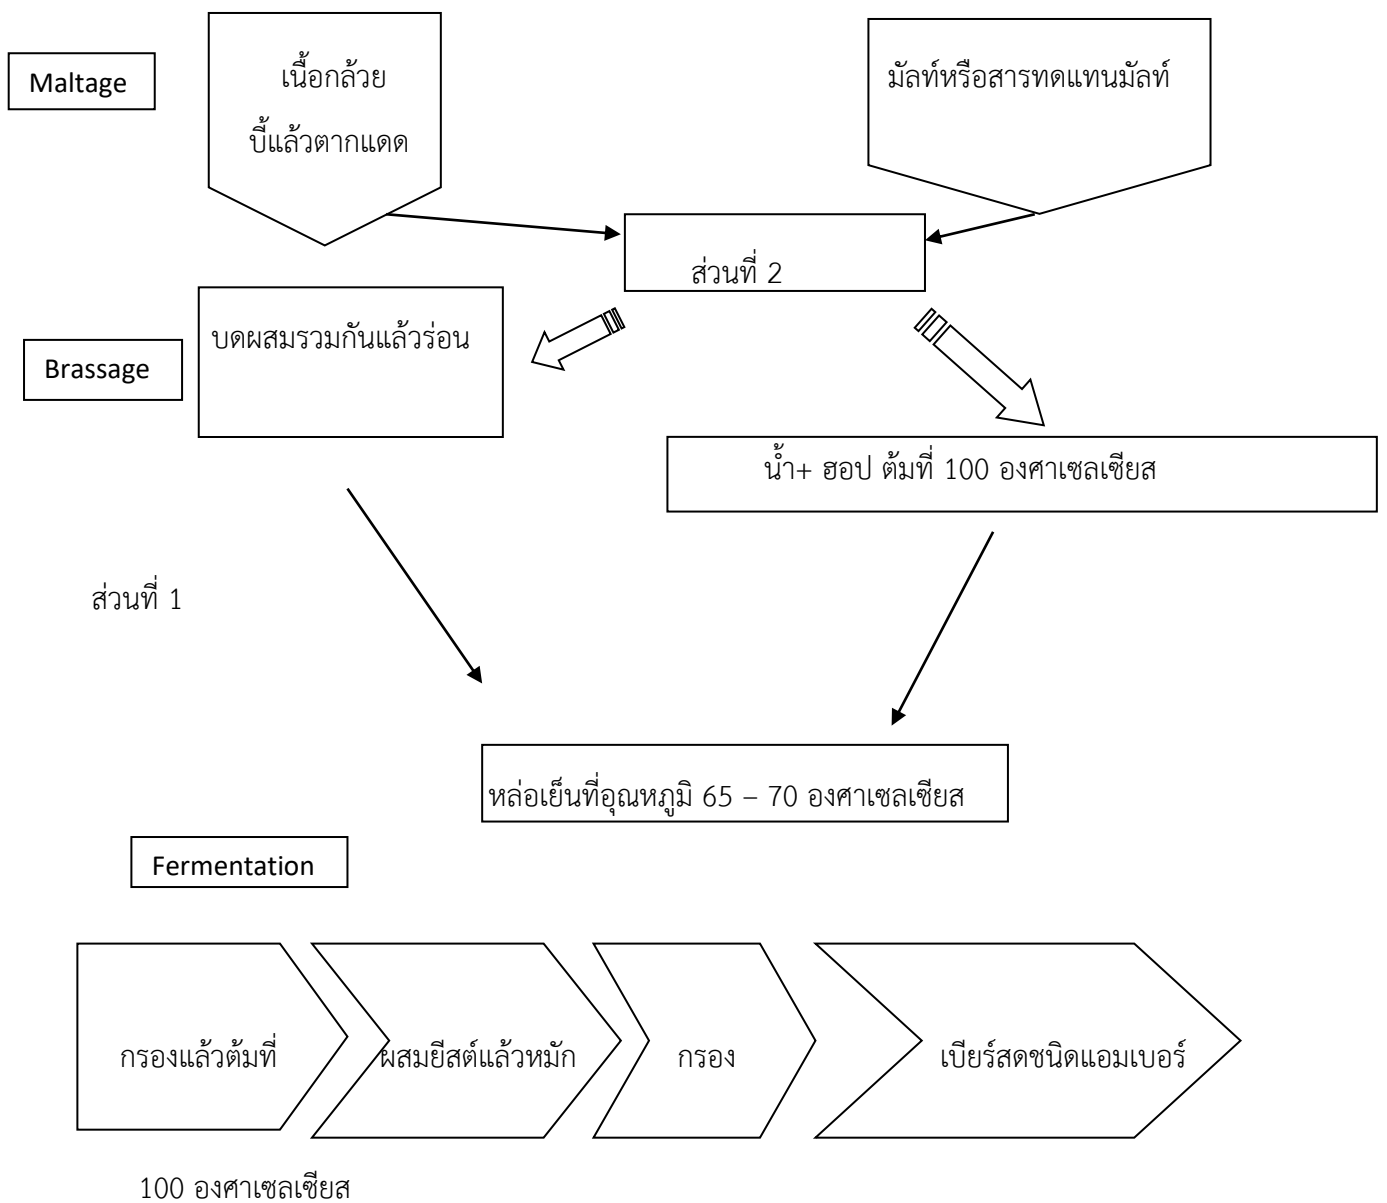 Maltage
เนื้อกล้วย
บี้แล้วตากแดด
มัลท์หรือสารทดแทนมัลท์
ส่วนที่ 2
บดผสมรวมกันแล้วร่อน
Brassage
น้ำ+ ฮอป ต้มที่ 100 องศาเซลเซียส
ส่วนที่ 1
หล่อเย็นที่อุณหภูมิ 65 – 70 องศาเซลเซียส
Fermentation
กรองแล้วต้มที่
ผสมยีสต์แล้วหมัก
กรอง
เบียร์สดชนิดแอมเบอร์
100 องศาเซลเซียส